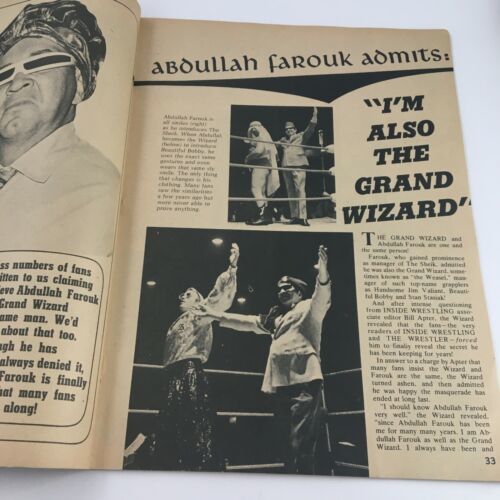 abdullah farouk admits:
Abdullah Farouk is
all smiles (right)
as he introduces The
Sheik. When Abdullah
becomes the Wizard
(below) to introduce
Beautiful Bobby, he
uses the exact same
gestures and even
wears that same sly
smile. The only thing
that changes is his
clothing. Many fans
saw the similarities
a few years ago but
were never able to
prove anything.
"I'M
ALSO
THE
GRAND
WIZARD"
THE GRAND WIZARD and
Abdullah Farouk are one and
the same person!
Farouk, who gained prominence
as manager of The Sheik, admitted
he was also the Grand Wizard, some-
times known as "the Weasel," man-
ager of such top-name grapplers
as Handsome Jim Valiant, Beauty-
ful Bobby and Stan Stasiak!
And after intense questioning
from INSIDE WRESTLING asso-
ciate editor Bill Apter, the Wizard
revealed that the fans—the very
readers of INSIDE WRESTLING
and THE WRESTLER—forced
him to finally reveal the secret he
has been keeping for years!
In answer to a charge by Apter that
many fans insist the Wizard and
Farouk are the same, the Wizard
turned ashen, and then admitted
he was happy the masquerade has
ended at long last.
"I should know Abdullah Farouk
very well," the Wizard revealed,
"since Abdullah Farouk has been
me for many many years. I am Ab-
dullah Farouk as well as the Grand
Wizard. I always have been and
33
ss numbers of fans
itten to us claiming
eve Abdullah Farouk
Grand Wizard
ame man. We'd
about that too.
gh he has
always denied it,
Farouk is finally
hat many fans
along!